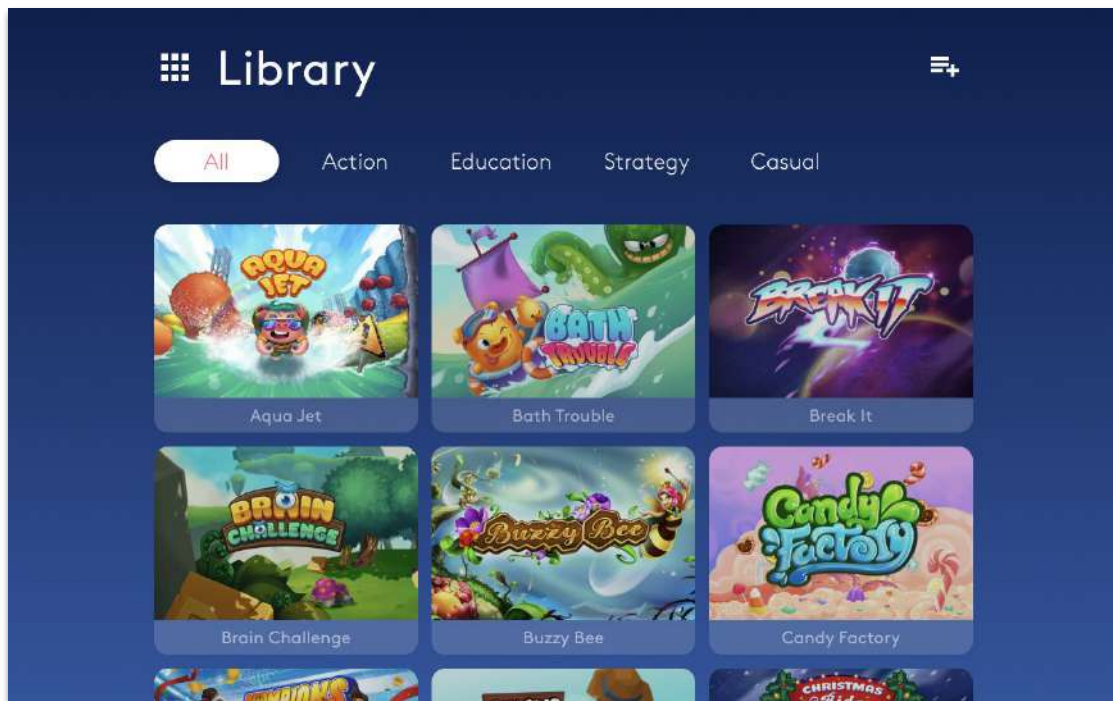 Library
All Action Education Strategy Casual
AQUA
JET
BATH
TROUBLE
BREAK IT
Aqua Jet Bath Trouble Break It
BRAIN
CHALLENGE
Buzzy Bee
Candy
Factory
Brain Challenge Buzzy Bee Candy Factory
CHRISTMAS